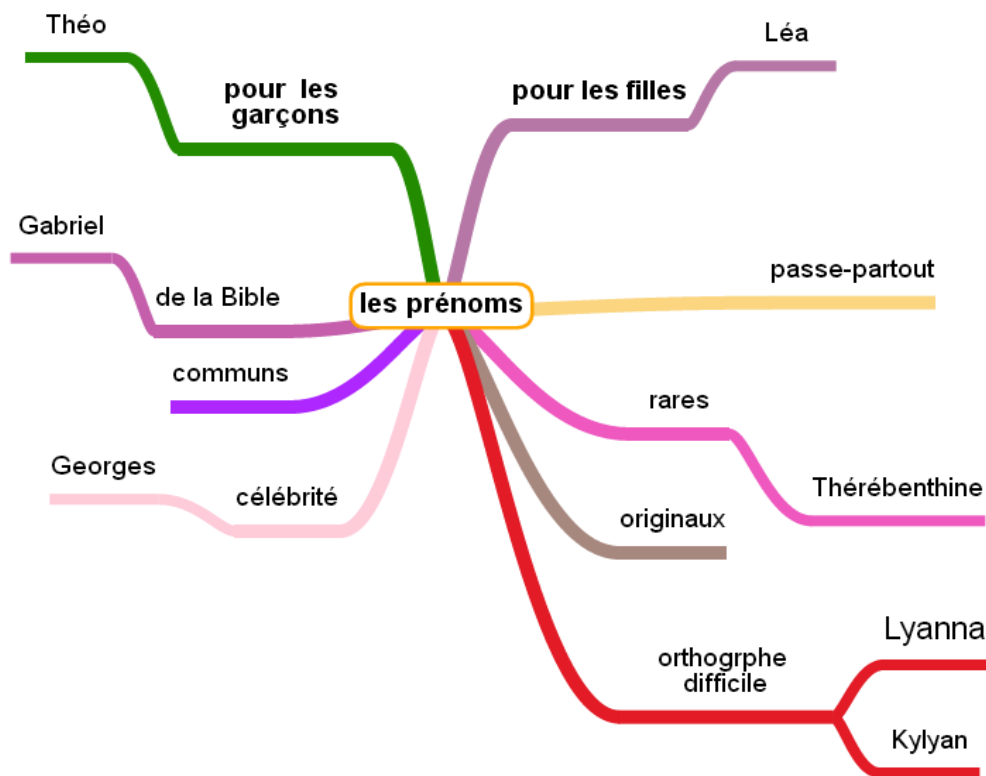 Théo
pour les
garçons
Léa
pour les filles
Gabriel
de la Bible
les prénoms
passe-partout
communs
rares
Georges
célébrité
Thérébenthine
originaux
orthogrphe
difficile
Lyanna
Kylyan